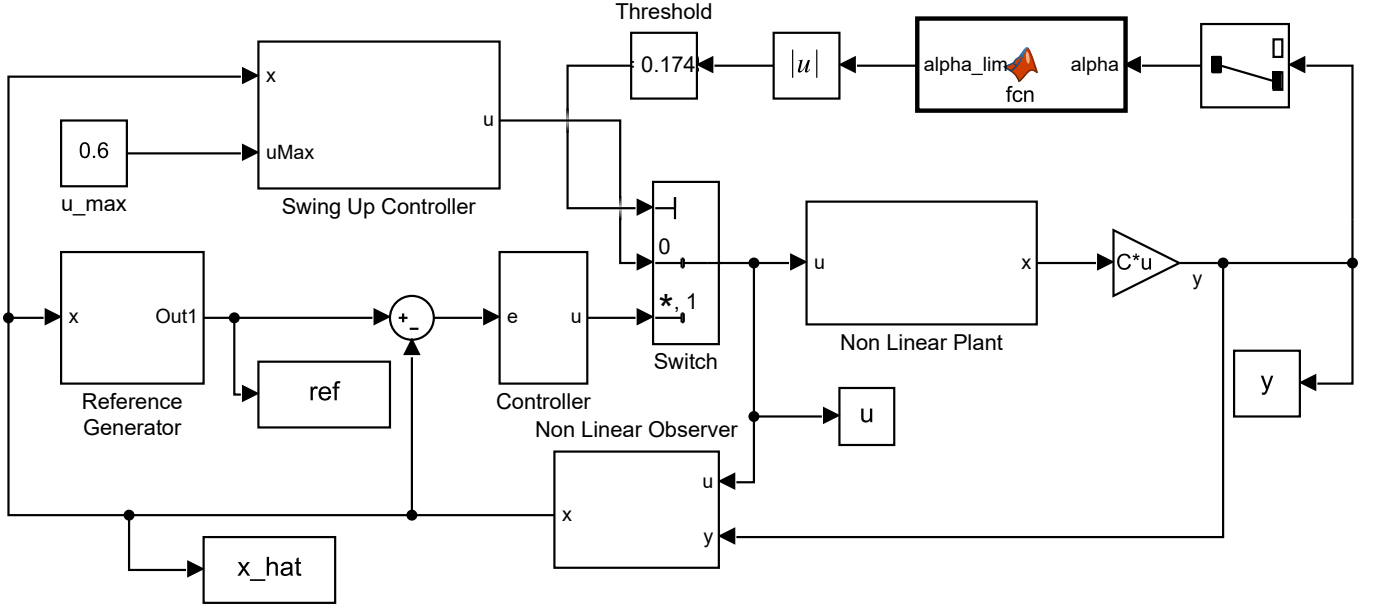 Threshold
0.174
|u|
alpha_lim
alpha
fcn
x
u
uMax
0.6
u_max
Swing Up Controller
0
*, 1
Switch
u
x
Non Linear Plant
C*u
y
x
Out1
+
−
e
u
Reference
Generator
ref
Controller
Non Linear Observer
u
y
u
x
y
x_hat